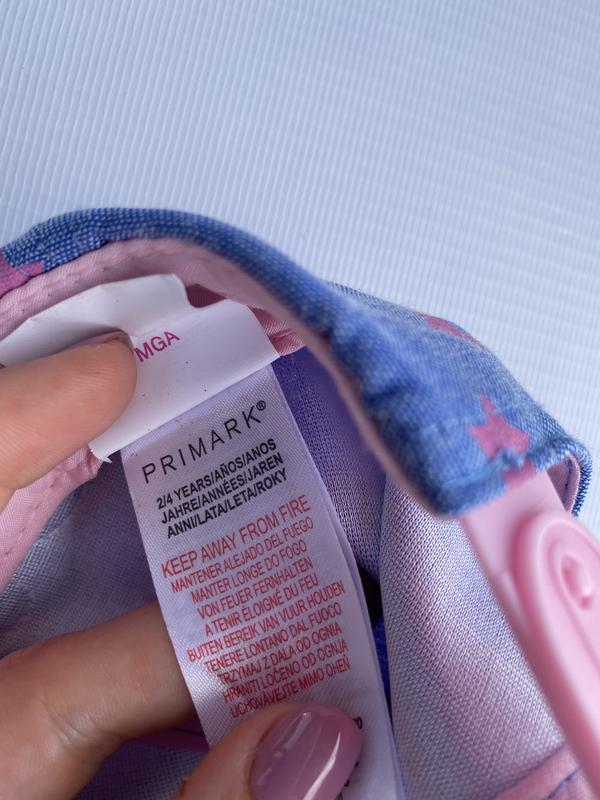 MGA
PRIMARK®
2/4 YEARS/AÑOS/ANOS
JAHRE/ANNÉES/JAREN
ANNI/LATA/LETA/ROKY
KEEP AWAY FROM FIRE
MANTENER ALEJADO DEL FUEGO
MANTER LONGE DO FOGO
VON FEUER FERNHALTEN
A TENIR ÉLOIGNÉ DU FEU
BUITEN BEREIK VAN VUUR HOUDEN
TENERE LONTANO DAL FUOCO
TRZYMAJ Z DALA OD OGNIA
HRANITI LOČENO OD OGNJA
UCHOVÁVEJTE MIMO OHEŇ